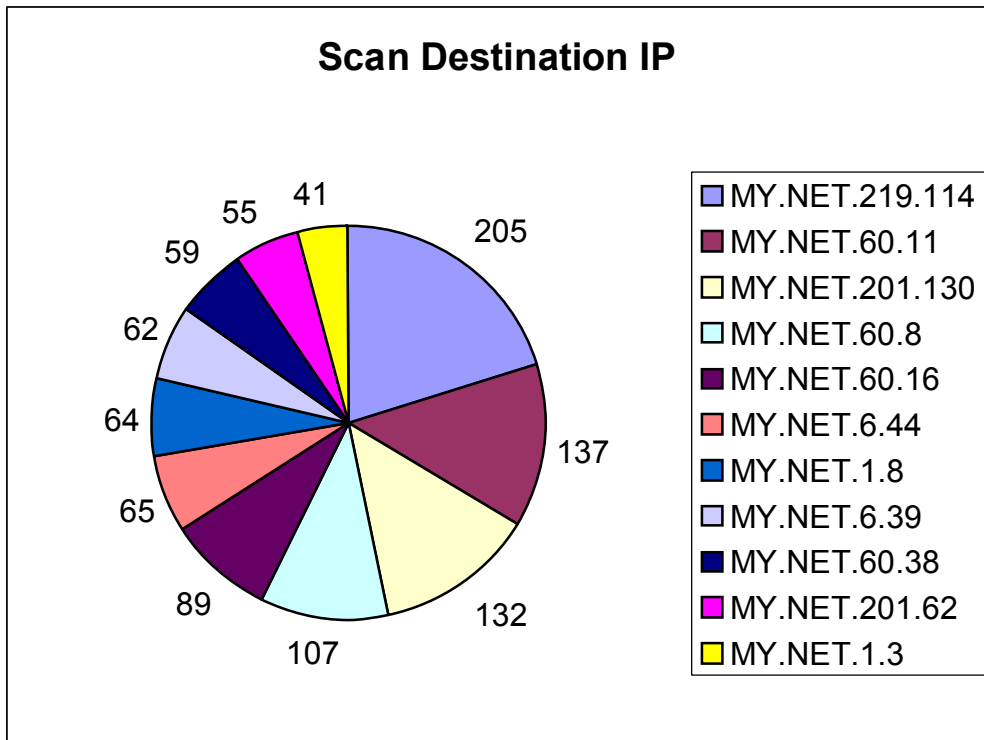 Scan Destination IP
205
137
132
107
89
65
64
62
59
55
41
MY.NET.219.114
MY.NET.60.11
MY.NET.201.130
MY.NET.60.8
MY.NET.60.16
MY.NET.6.44
MY.NET.1.8
MY.NET.6.39
MY.NET.60.38
MY.NET.201.62
MY.NET.1.3